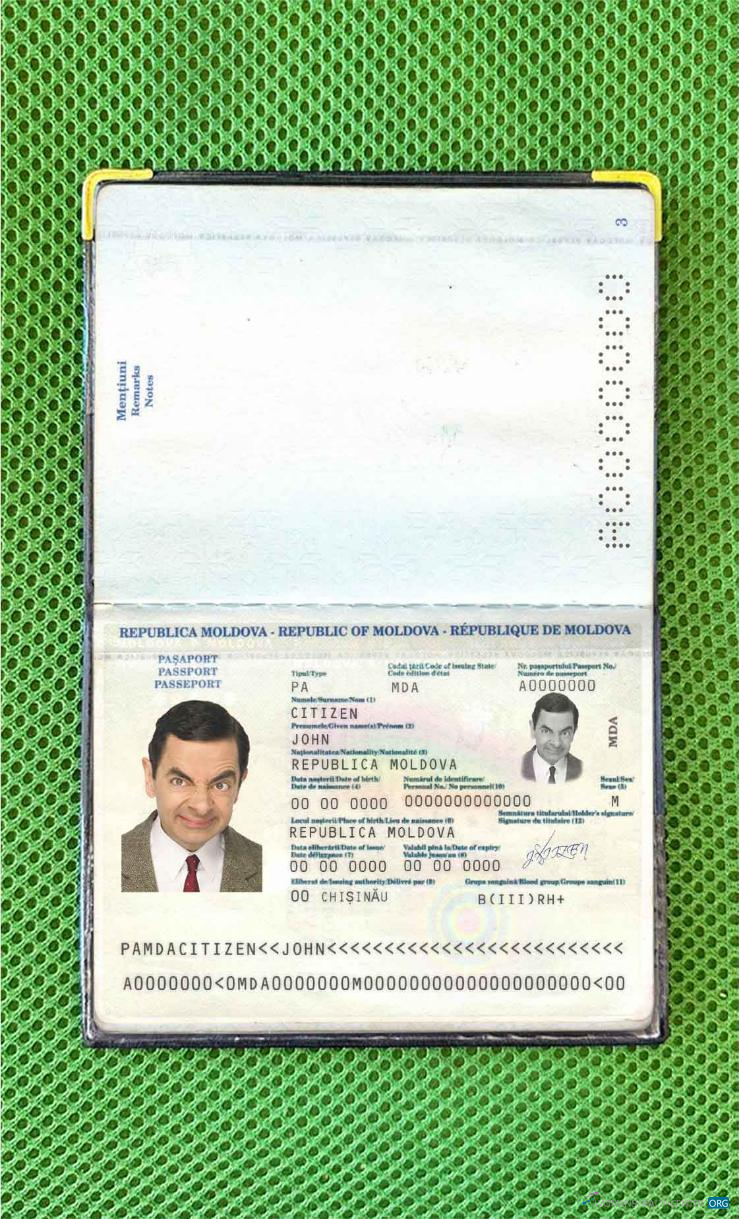 3
A0000000
Mențiuni
Remarks
Notes
REPUBLICA MOLDOVA - REPUBLIC OF MOLDOVA - RÉPUBLIQUE DE MOLDOVA
PAŞAPORT
PASSPORT
PASSEPORT
Tipul/Type
Codul țării/Code of issuing State/
Code édition d'état
Nr. paşaportului/Passport No./
Numéro de passeport
PA
MDA
A0000000
Numele/Surname/Nom (1)
CITIZEN
Prenumele/Given name(s)/Prénom (2)
JOHN
Naționalitatea/Nationality/Nationalité (3)
REPUBLICA MOLDOVA
MDA
Data naşterii/Date of birth/
Date de naissance (4)
Numărul de identificare/
Personal No./ No personnel(10)
Sexul/Sex/
Sexe (5)
00 00 0000
0000000000000
M
Locul naşterii/Place of birth/Lieu de naissance (6)
Semnătura titularului/Holder's signature/
Signature du titulaire (12)
REPUBLICA MOLDOVA
Data eliberării/Date of issue/
Date délivrance (7)
Valabil pînă la/Date of expiry/
Valable jusqu'au (8)
00 00 0000
00 00 0000
Eliberat de/Issuing authority/Délivré par (9)
Grupa sanguină/Blood group/Groupe sanguin(11)
00 CHIȘINĂU
B(III)RH+
PAMDACITIZEN<<JOHN<<<<<<<<<<<<<<<<<<<<<<<<<<
A0000000<0MDA0000000M0000000000000000000000<00
ORG